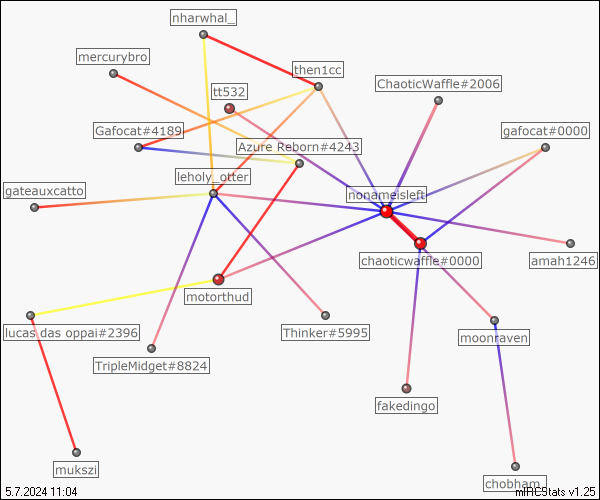 nharwhal_
mercurybro
then1cc
ChaoticWaffle#2006
tt532
Gafocat#4189
gafocat#0000
Azure Reborn#4243
leholy_otter
gateauxcatto
nonameisleft
chaoticwaffle#0000
amah1246
motorthud
lucas das oppai#2396
Thinker#5995
moonraven
TripleMidget#8824
fakedingo
mukszi
chobham_
5.7.2024 11:04
mIRCStats v1.25